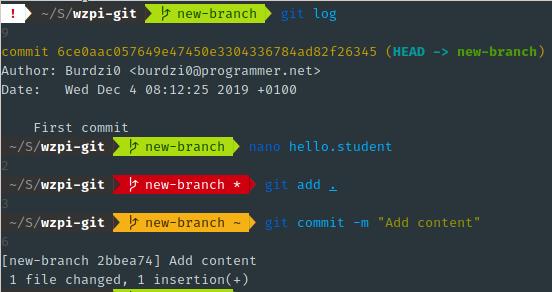 ! ~/S/wzpi-git new-branch git log
9
commit 6ce0aac057649e47450e3304336784ad82f26345 (HEAD -> new-branch)
Author: Burdzi0 <burdzi0@programmer.net>
Date:   Wed Dec 4 08:12:25 2019 +0100
First commit
~/S/wzpi-git new-branch nano hello.student
2
~/S/wzpi-git new-branch * git add .
3
~/S/wzpi-git new-branch ~ git commit -m "Add content"
6
[new-branch 2bbea74] Add content
1 file changed, 1 insertion(+)